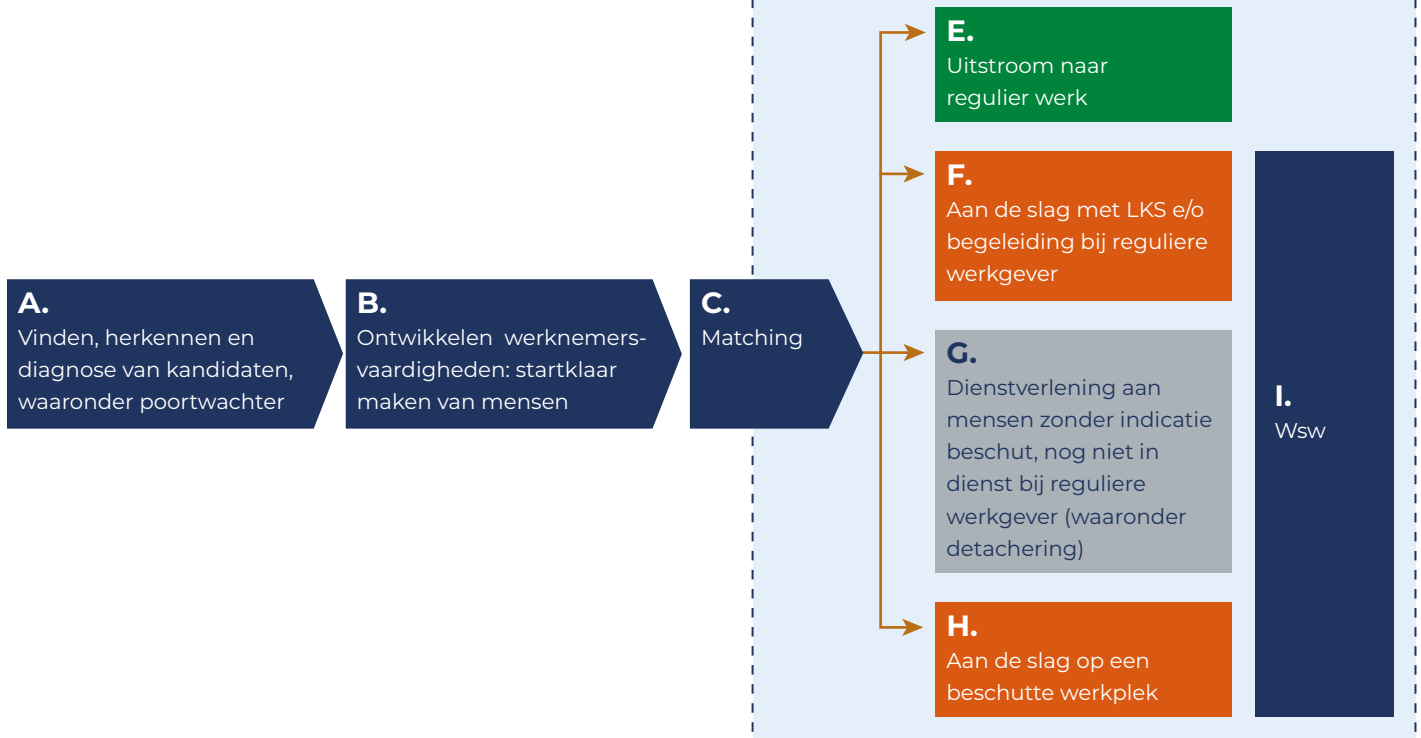 A.
Vinden, herkennen en
diagnose van kandidaten,
waaronder poortwachter
B.
Ontwikkelen werknemers-
vaardigheden: startklaar
maken van mensen
C.
Matching
E.
Uitstroom naar
regulier werk
F.
Aan de slag met LKS e/o
begeleiding bij reguliere
werkgever
G.
Dienstverlening aan
mensen zonder indicatie
beschut, nog niet in
dienst bij reguliere
werkgever (waaronder
detachering)
H.
Aan de slag op een
beschutte werkplek
I.
Wsw